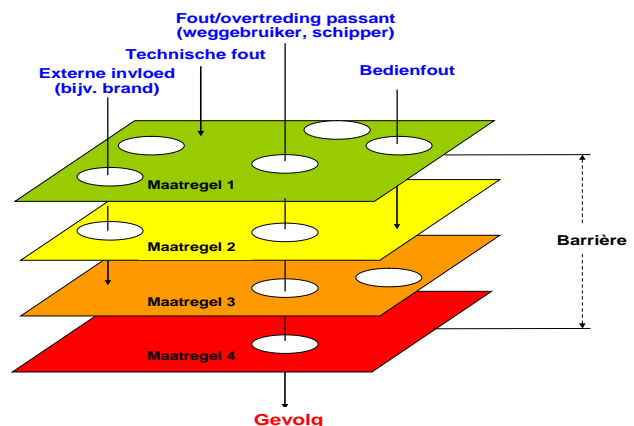 Fout/overtreding passant
(weggebruiker, schipper)
Technische fout
Externe invloed
(bijv. brand)
Bedienfout
Maatregel 1
Maatregel 2
Barrière
Maatregel 3
Maatregel 4
Gevolg